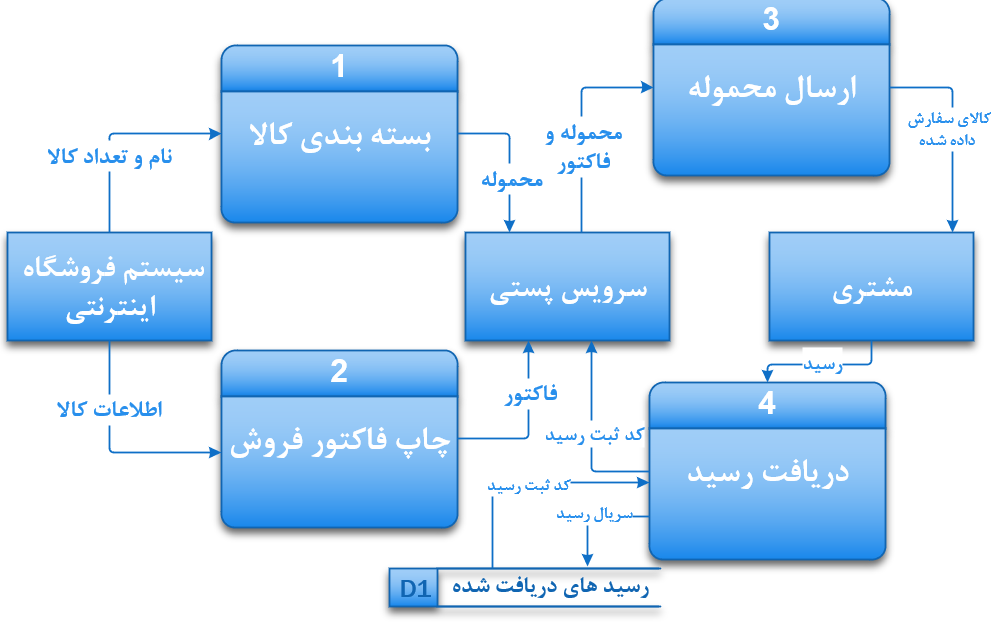 3
ارسال محموله
1
بسته بندی کالا
کالای سفارش
داده شده
محموله و
فاکتور
نام و تعداد کالا
محموله
سیستم فروشگاه
اینترنتی
سرویس پستی
مشتری
رسید
2
چاپ فاکتور فروش
فاکتور
اطلاعات کالا
4
دریافت رسید
کد ثبت رسید
کد ثبت رسید
سریال رسید
D1
رسید های دریافت شده